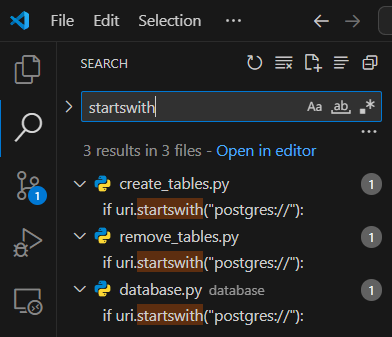 File Edit Selection ...
SEARCH
startswith Aa ab .*
3 results in 3 files - Open in editor
create_tables.py 1
if uri.startswith("postgres://"):
remove_tables.py 1
if uri.startswith("postgres://"):
database.py database 1
if uri.startswith("postgres://"):
1